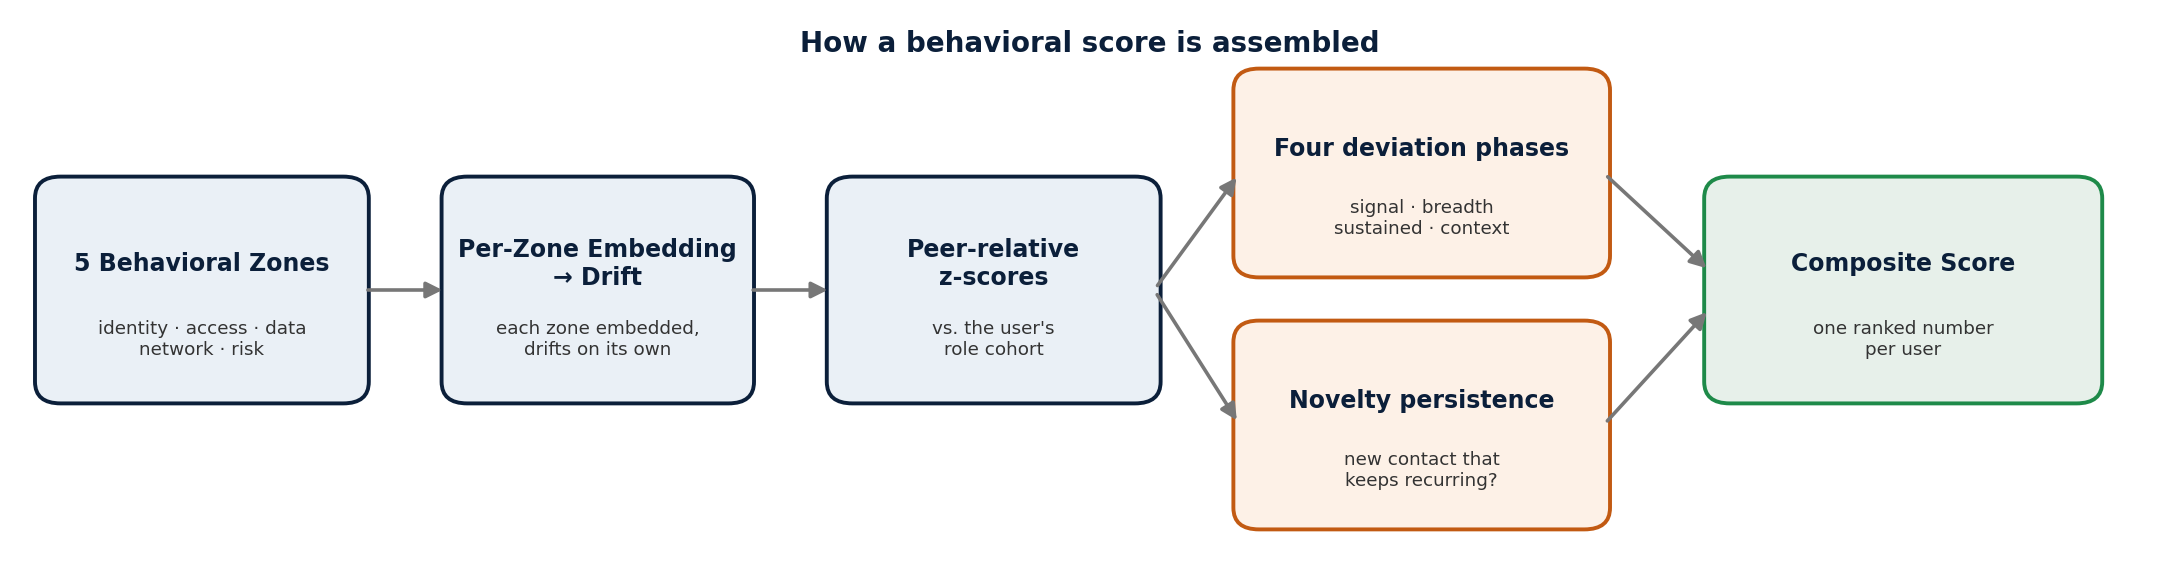 How a behavioral score is assembled
5 Behavioral Zones
identity · access · data
network · risk
Per-Zone Embedding
→ Drift
each zone embedded,
drifts on its own
Peer-relative
z-scores
vs. the user's
role cohort
Four deviation phases
signal · breadth
sustained · context
Novelty persistence
new contact that
keeps recurring?
Composite Score
one ranked number
per user